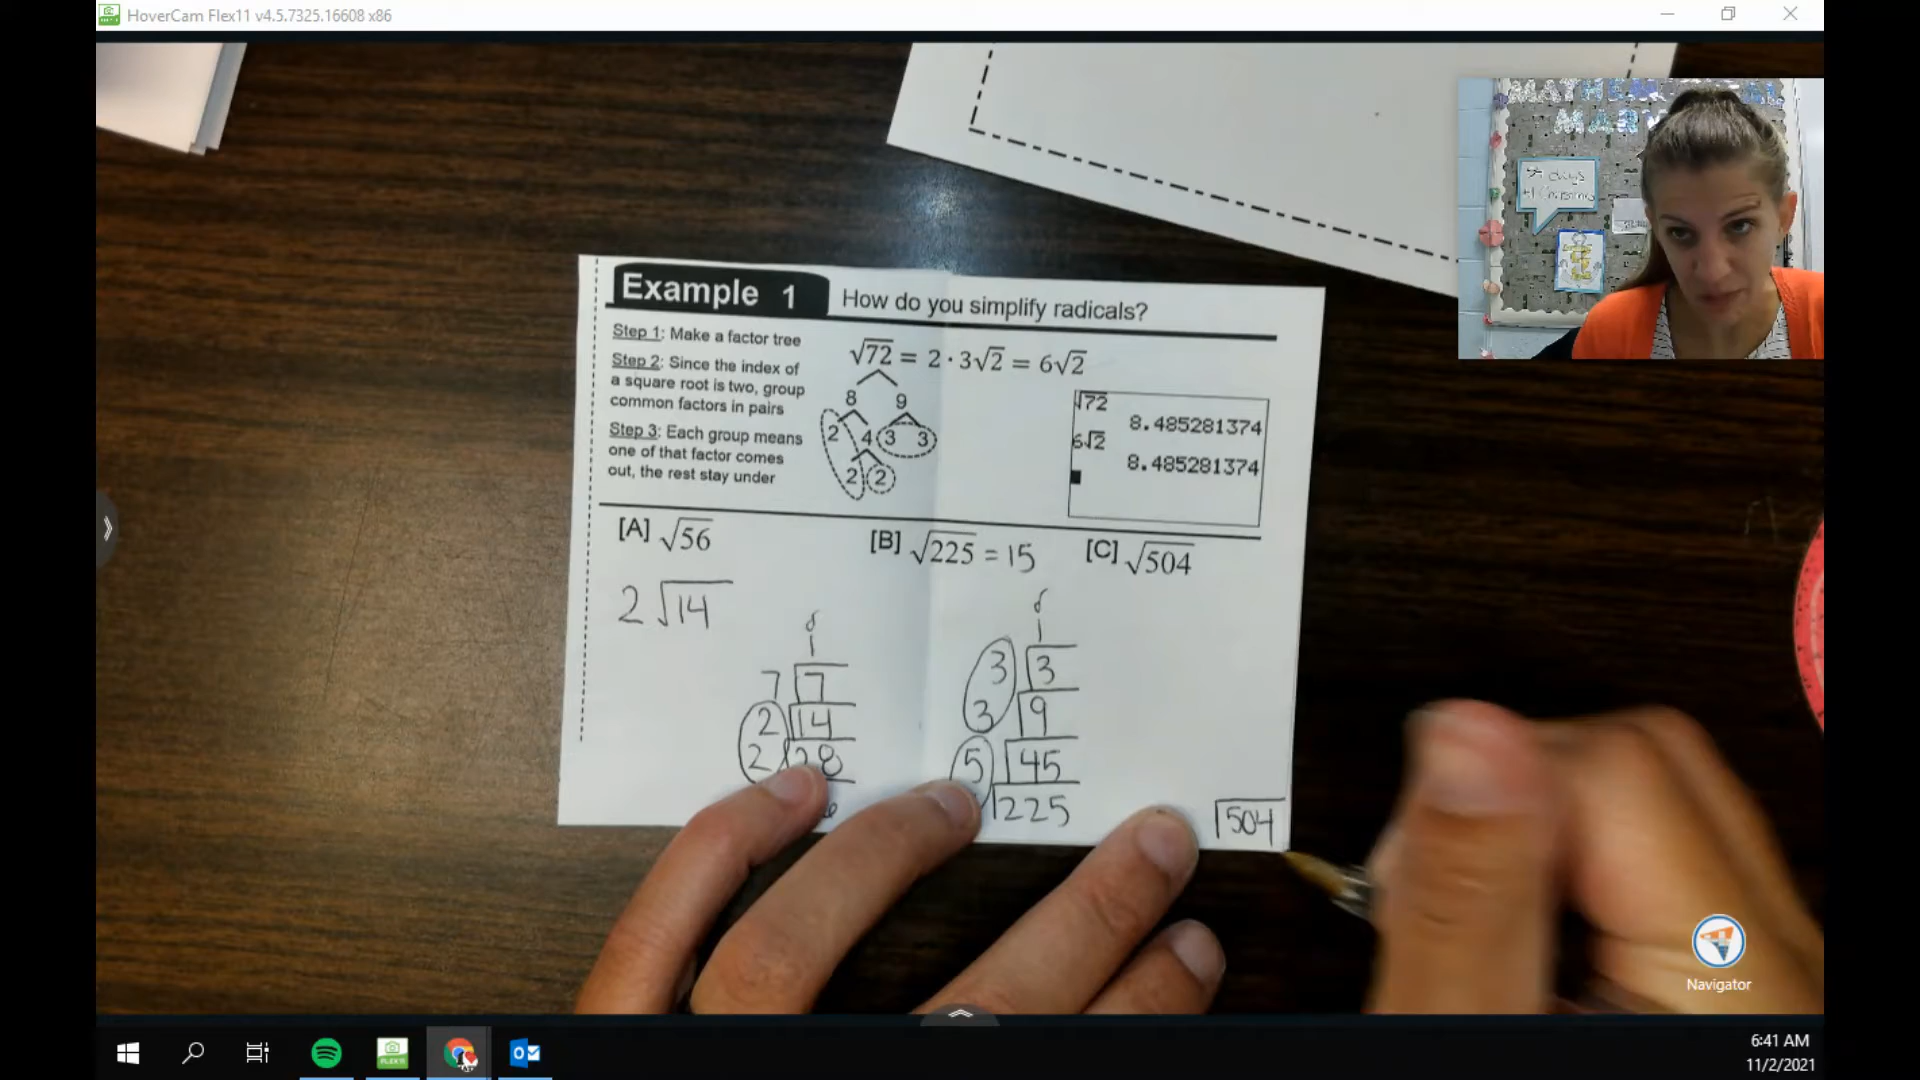 HoverCam Flex11 v4.5.7325.16608 x86
MATHEM
MARY
Example 1 How do you simplify radicals?
Step 1: Make a factor tree
Step 2: Since the index of
a square root is two, group
common factors in pairs
Step 3: Each group means
one of that factor comes
out, the rest stay under
√72 = 2 · 3√2 = 6√2
8 9
2 4 3 3
2 2
√72
8.485281374
6√2
8.485281374
[A] √56
[B] √225 = 15
[C] √504
2 √14
1
7 7
2 14
2 28
1
3 3
3 9
5 45
225
504
Navigator
FLEX11
6:41 AM
11/2/2021